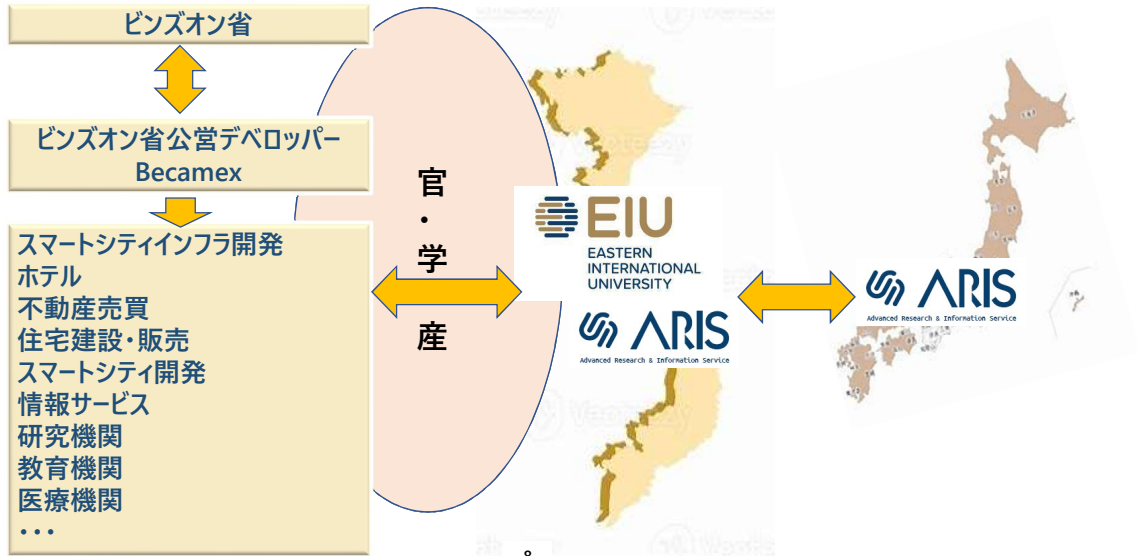 ビンズオン省
ビンズオン省公営デベロッパー
Becamex
スマートシティインフラ開発
ホテル
不動産売買
住宅建設・販売
スマートシティ開発
情報サービス
研究機関
教育機関
医療機関
・・・
官
・
学
産
EIU
EASTERN
INTERNATIONAL
UNIVERSITY
ARIS
Advanced Research & Information Service
ARIS
Advanced Research & Information Service
Vecteezy